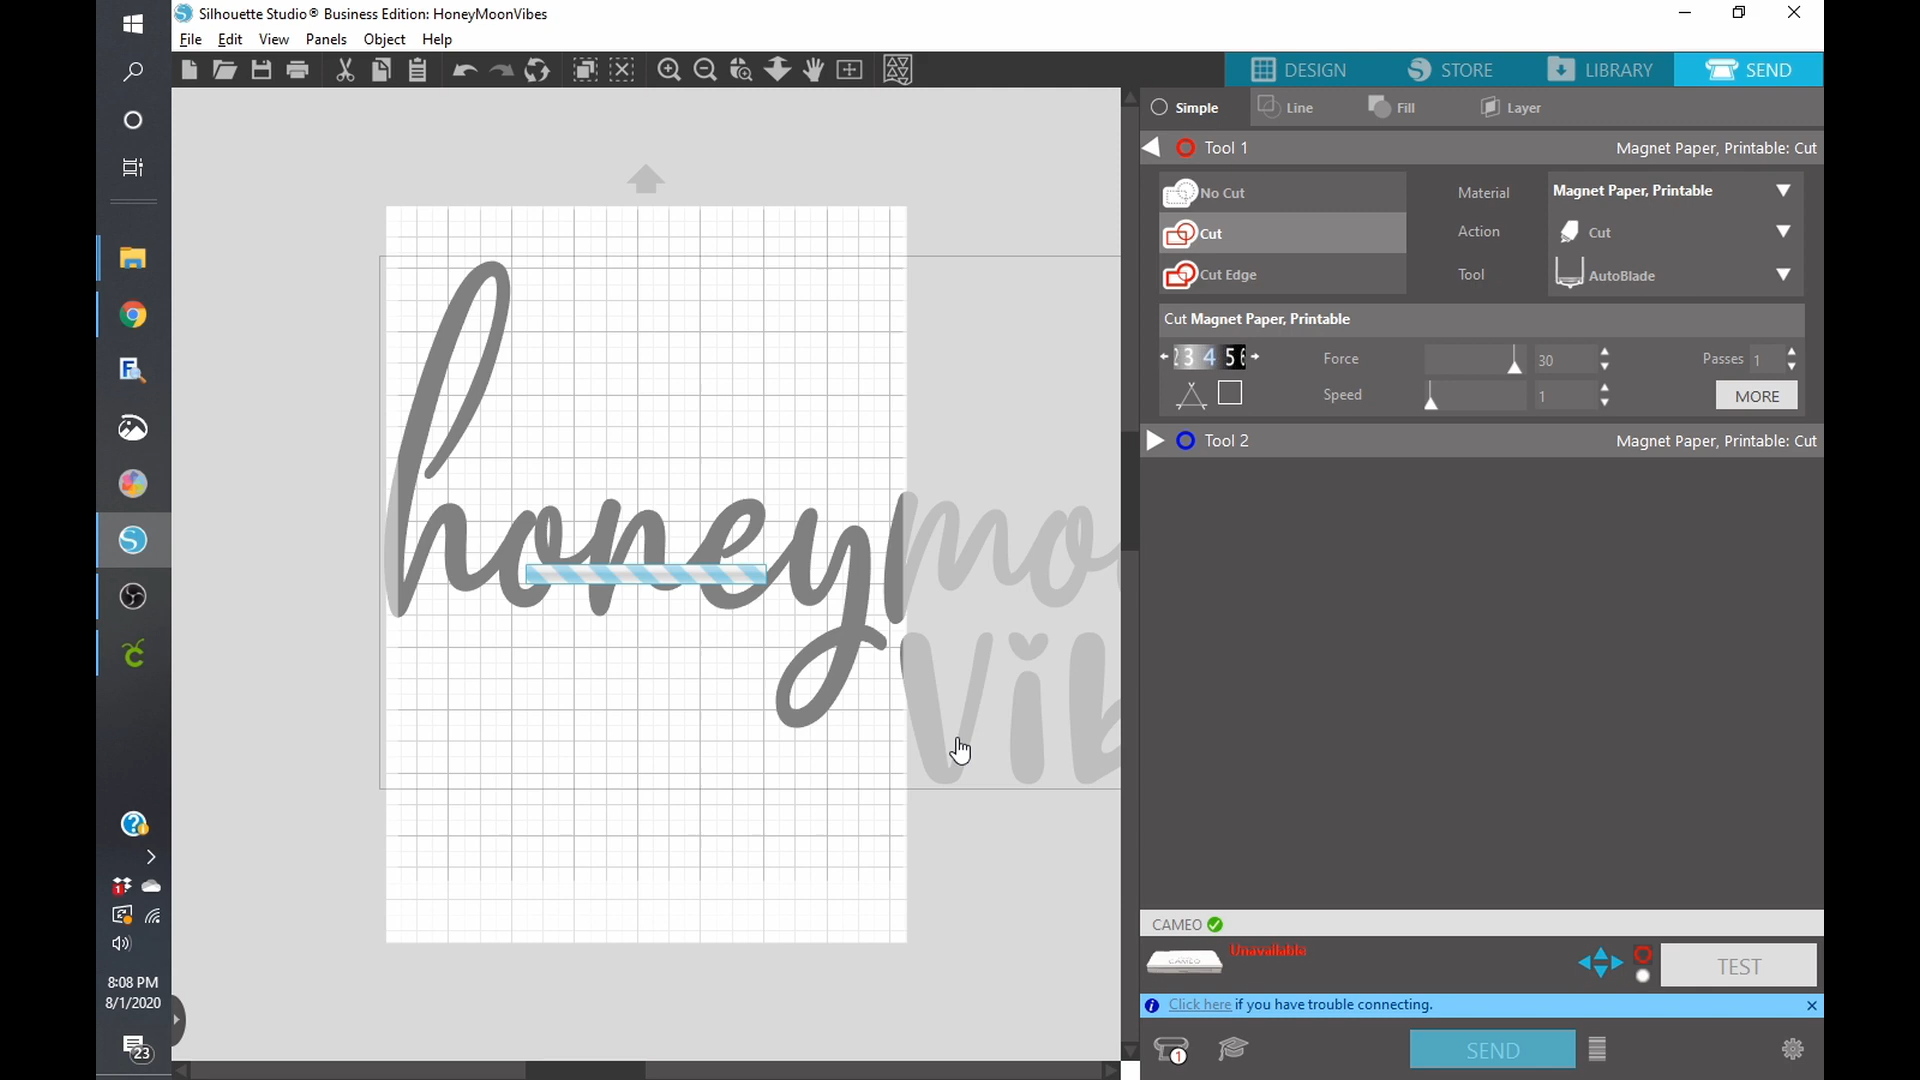 Silhouette Studio® Business Edition: HoneyMoonVibes
File Edit View Panels Object Help
DESIGN STORE LIBRARY SEND
Simple Line Fill Layer
Tool 1 Magnet Paper, Printable: Cut
No Cut
Cut
Cut Edge
Material Magnet Paper, Printable
Action Cut
Tool AutoBlade
Cut Magnet Paper, Printable
3 4 5
Force 30
Passes 1
Speed 1
MORE
Tool 2 Magnet Paper, Printable: Cut
honeymo
Vib
CAMEO
CAMEO
Unavailable
TEST
Click here if you have trouble connecting.
1
SEND
1
8:08 PM
8/1/2020
23